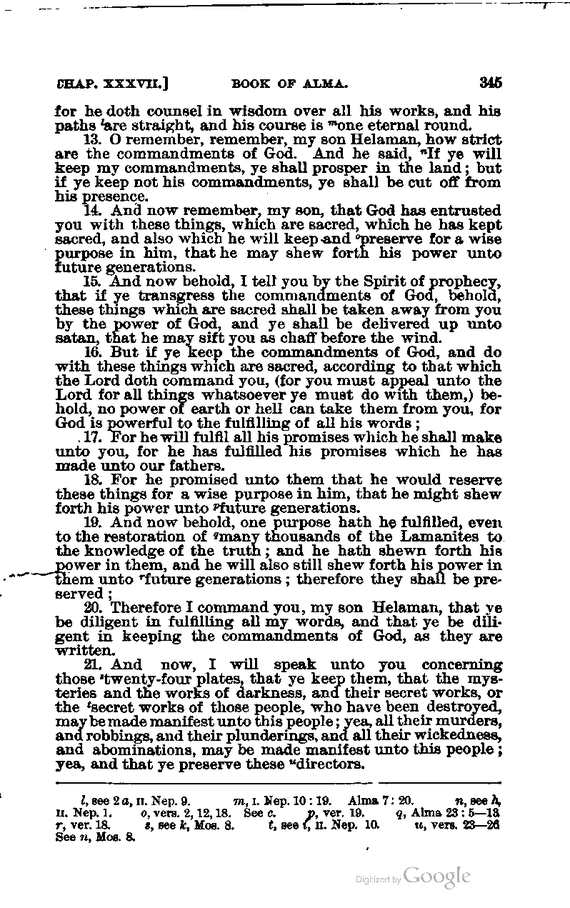 CHAP. XXXVII.] BOOK OF ALMA. 345
for he doth counsel in wisdom over all his works, and his
paths ˡare straight, and his course is ᵐone eternal round.
13. O remember, remember, my son Helaman, how strict
are the commandments of God. And he said, ⁿIf ye will
keep my commandments, ye shall prosper in the land; but
if ye keep not his commandments, ye shall be cut off from
his presence.
14. And now remember, my son, that God has entrusted
you with these things, which are sacred, which he has kept
sacred, and also which he will keep and ᵒpreserve for a wise
purpose in him, that he may shew forth his power unto
future generations.
15. And now behold, I tell you by the Spirit of prophecy,
that if ye transgress the commandments of God, behold,
these things which are sacred shall be taken away from you
by the power of God, and ye shall be delivered up unto
satan, that he may sift you as chaff before the wind.
16. But if ye keep the commandments of God, and do
with these things which are sacred, according to that which
the Lord doth command you, (for you must appeal unto the
Lord for all things whatsoever ye must do with them,) be-
hold, no power of earth or hell can take them from you, for
God is powerful to the fulfilling of all his words;
17. For he will fulfil all his promises which he shall make
unto you, for he has fulfilled his promises which he has
made unto our fathers.
18. For he promised unto them that he would reserve
these things for a wise purpose in him, that he might shew
forth his power unto ᵖfuture generations.
19. And now behold, one purpose hath he fulfilled, even
to the restoration of ᑫmany thousands of the Lamanites to
the knowledge of the truth; and he hath shewn forth his
power in them, and he will also still shew forth his power in
them unto ʳfuture generations; therefore they shall be pre-
served;
20. Therefore I command you, my son Helaman, that ye
be diligent in fulfilling all my words, and that ye be dili-
gent in keeping the commandments of God, as they are
written.
21. And now, I will speak unto you concerning
those ˢtwenty-four plates, that ye keep them, that the mys-
teries and the works of darkness, and their secret works, or
the ᵗsecret works of those people, who have been destroyed,
may be made manifest unto this people; yea, all their murders,
and robbings, and their plunderings, and all their wickedness,
and abominations, may be made manifest unto this people;
yea, and that ye preserve these ᵘdirectors.
l, see 2 a, II. Nep. 9. m, I. Nep. 10:19. Alma 7:20. n, see h,
II. Nep. 1. o, vers. 2, 12, 18. See c. p, ver. 19. q, Alma 23:5—13
r, ver. 18. s, see k, Mos. 8. t, see i, II. Nep. 10. u, vers. 23—26
See n, Mos. 8.
Digitized by Google